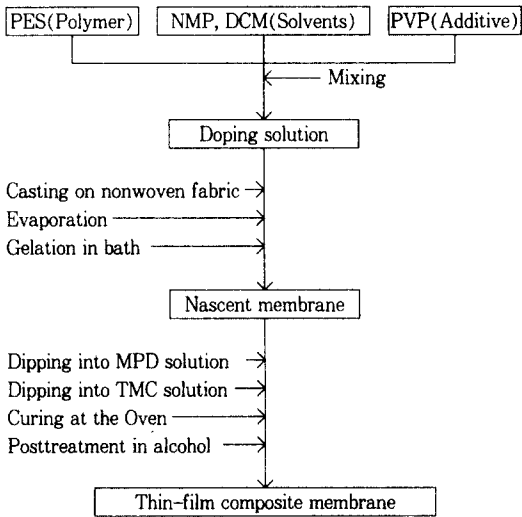 PES(Polymer)
NMP, DCM(Solvents)
PVP(Additive)
Mixing
Doping solution
Casting on nonwoven fabric
Evaporation
Gelation in bath
Nascent membrane
Dipping into MPD solution
Dipping into TMC solution
Curing at the Oven
Posttreatment in alcohol
Thin-film composite membrane